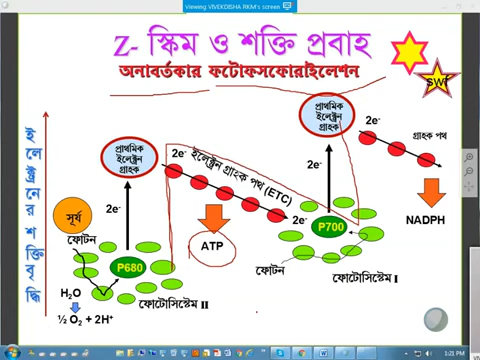 Viewing VIVEKDISHA RKM's screen
Z- স্কিম ও শক্তি প্রবাহ
অনাবর্তকার ফটোফসফোরাইলেশন
SWF
প্রাথমিক
ইলেক্ট্রন
গ্রাহক
2e-
গ্রাহক পথ
NADPH
প্রাথমিক
ইলেক্ট্রন
গ্রাহক
2e-
ইলেক্ট্রন গ্রাহক পথ (ETC)
2e-
2e-
2e-
ইলেক্ট্রনের শক্তিবৃদ্ধি
সূর্য
ফোটন
P680
ATP
P700
H2O
½ O2 + 2H+
ফোটোসিস্টেম II
ফোটন
ফোটোসিস্টেম I
1:21 PM